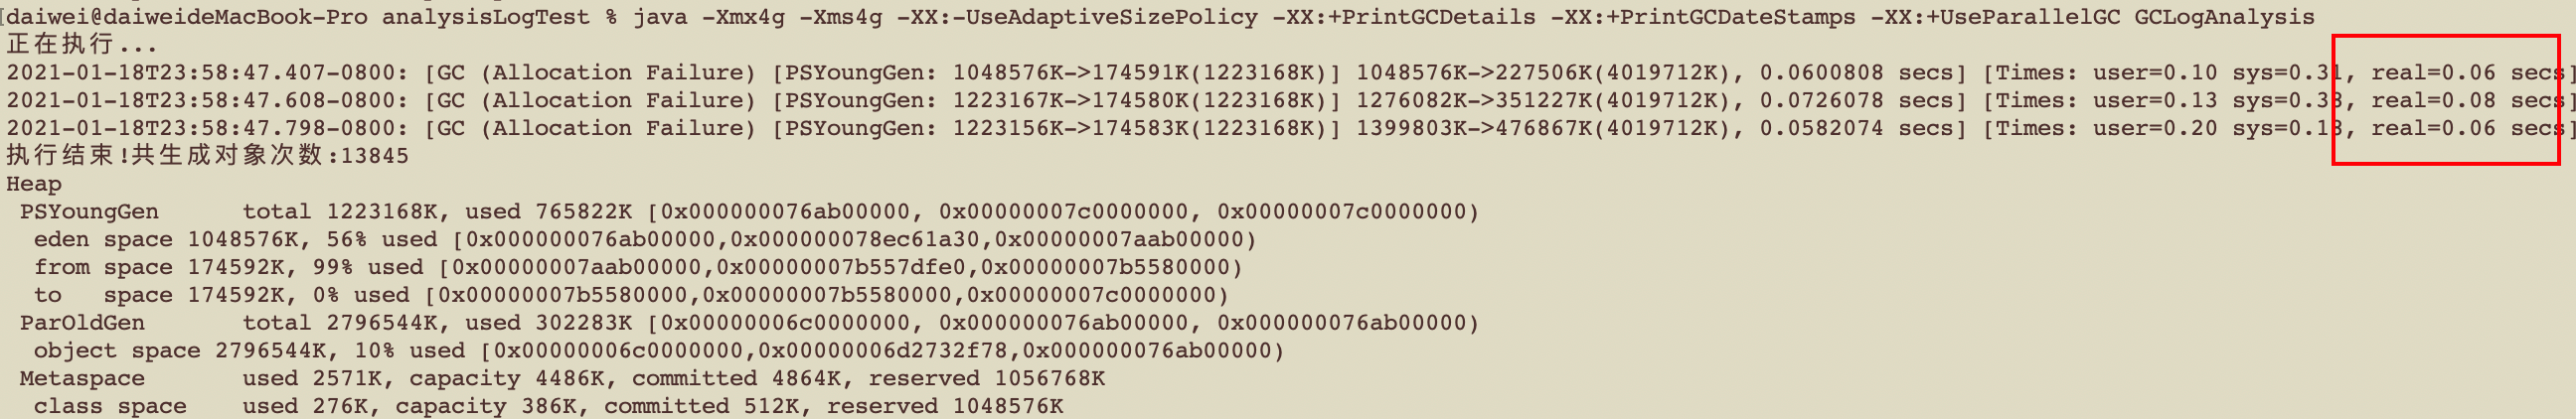 [daiwei@daiweideMacBook-Pro analysisLogTest % java -Xmx4g -Xms4g -XX:-UseAdaptiveSizePolicy -XX:+PrintGCDetails -XX:+PrintGCDateStamps -XX:+UseParallelGC GCLogAnalysis
正在执行...
2021-01-18T23:58:47.407-0800: [GC (Allocation Failure) [PSYoungGen: 1048576K->174591K(1223168K)] 1048576K->227506K(4019712K), 0.0600808 secs] [Times: user=0.10 sys=0.31, real=0.06 secs]
2021-01-18T23:58:47.608-0800: [GC (Allocation Failure) [PSYoungGen: 1223167K->174580K(1223168K)] 1276082K->351227K(4019712K), 0.0726078 secs] [Times: user=0.13 sys=0.38, real=0.08 secs]
2021-01-18T23:58:47.798-0800: [GC (Allocation Failure) [PSYoungGen: 1223156K->174583K(1223168K)] 1399803K->476867K(4019712K), 0.0582074 secs] [Times: user=0.20 sys=0.18, real=0.06 secs]
执行结束!共生成对象次数:13845
Heap
 PSYoungGen      total 1223168K, used 765822K [0x000000076ab00000, 0x00000007c0000000, 0x00000007c0000000)
  eden space 1048576K, 56% used [0x000000076ab00000,0x000000078ec61a30,0x00000007aab00000)
  from space 174592K, 99% used [0x00000007aab00000,0x00000007b557dfe0,0x00000007b5580000)
  to   space 174592K, 0% used [0x00000007b5580000,0x00000007b5580000,0x00000007c0000000)
 ParOldGen       total 2796544K, used 302283K [0x00000006c0000000, 0x000000076ab00000, 0x000000076ab00000)
  object space 2796544K, 10% used [0x00000006c0000000,0x00000006d2732f78,0x000000076ab00000)
 Metaspace       used 2571K, capacity 4486K, committed 4864K, reserved 1056768K
  class space    used 276K, capacity 386K, committed 512K, reserved 1048576K